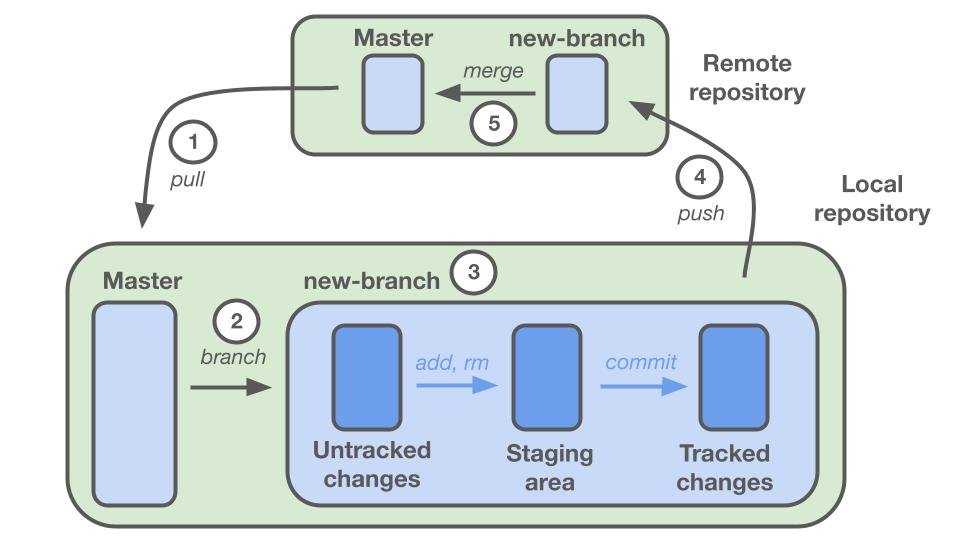 Master
new-branch
merge
5
Remote
repository
1
pull
4
push
Local
repository
Master
new-branch
3
2
branch
add, rm
commit
Untracked
changes
Staging
area
Tracked
changes